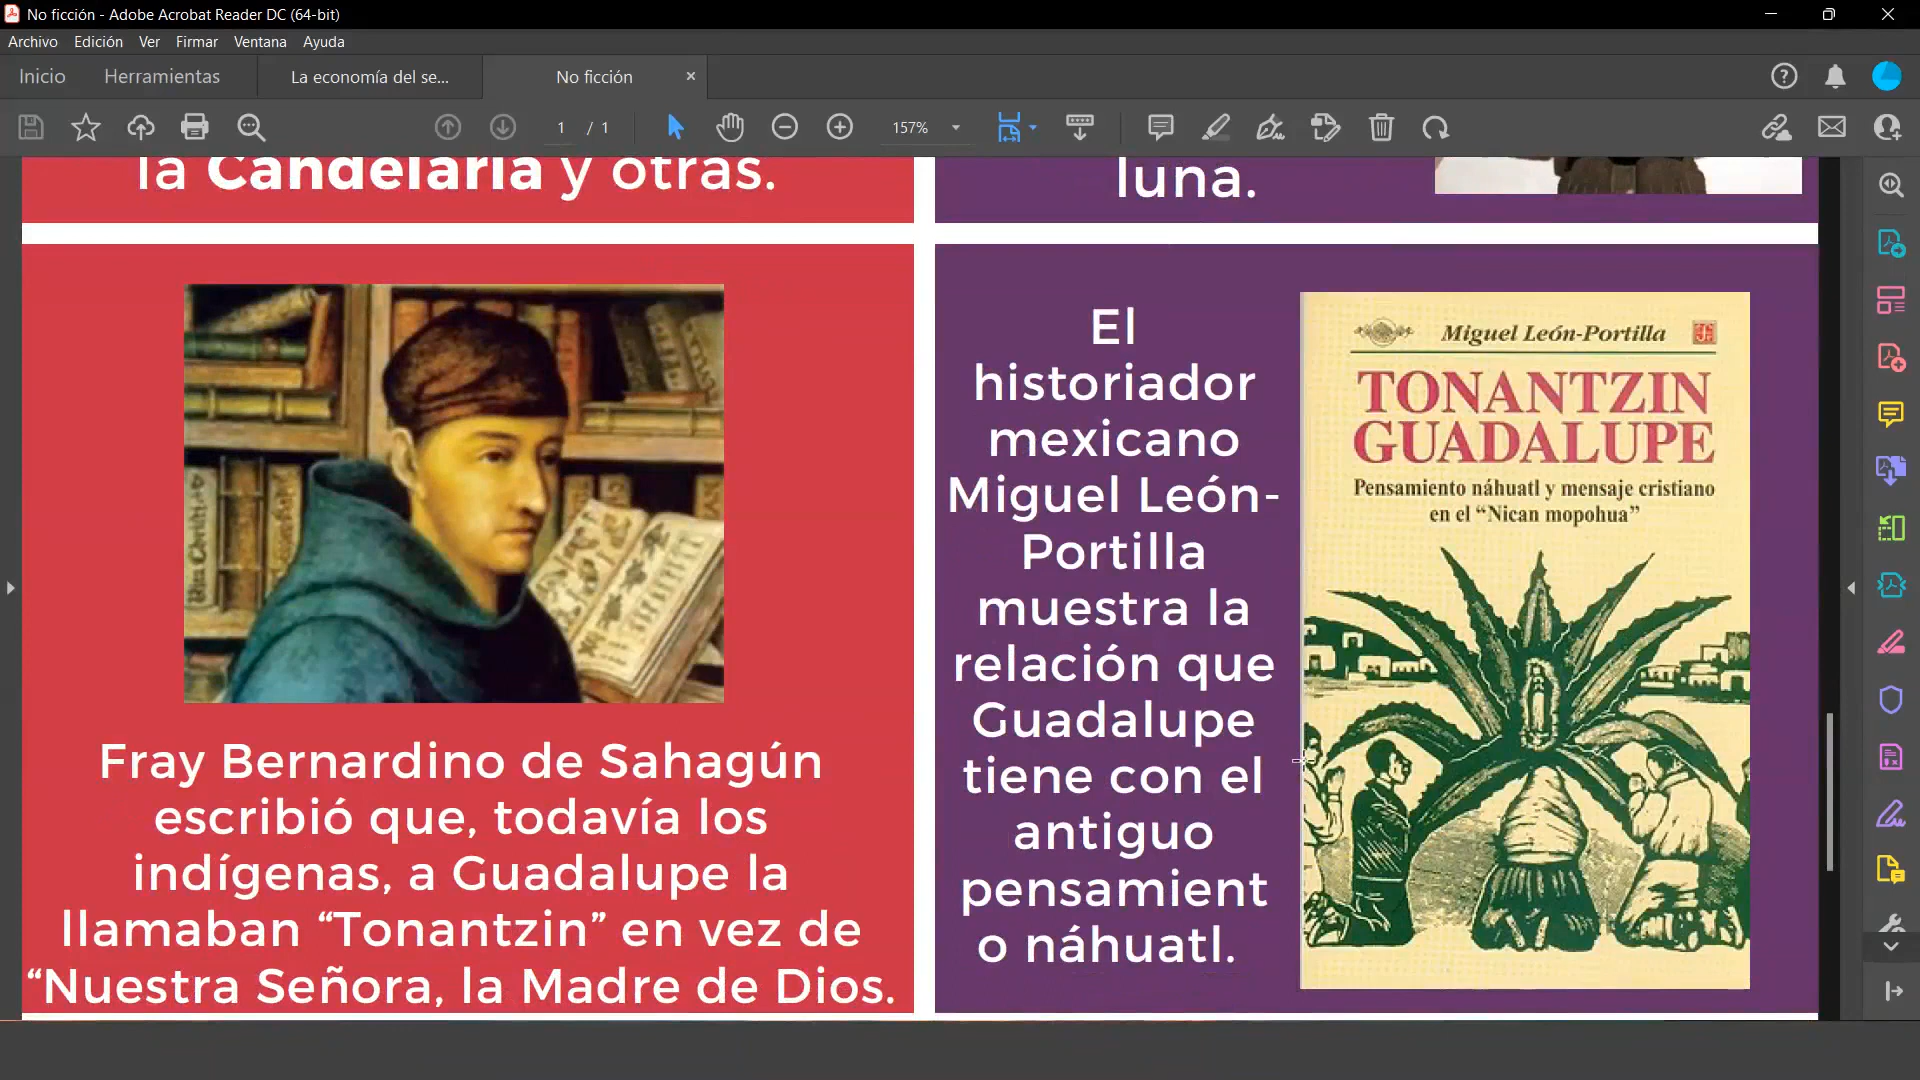 No ficción - Adobe Acrobat Reader DC (64-bit)
Archivo Edición Ver Firmar Ventana Ayuda
Inicio Herramientas La economía del se... No ficción
1 / 1 157%
la Candelaria y otras.
luna.
Fray Bernardino de Sahagún
escribió que, todavía los
indígenas, a Guadalupe la
llamaban “Tonantzin” en vez de
“Nuestra Señora, la Madre de Dios.
El
historiador
mexicano
Miguel León-
Portilla
muestra la
relación que
Guadalupe
tiene con el
antiguo
pensamient
o náhuatl.
Miguel León-Portilla
TONANTZIN
GUADALUPE
Pensamiento náhuatl y mensaje cristiano
en el “Nican mopohua”